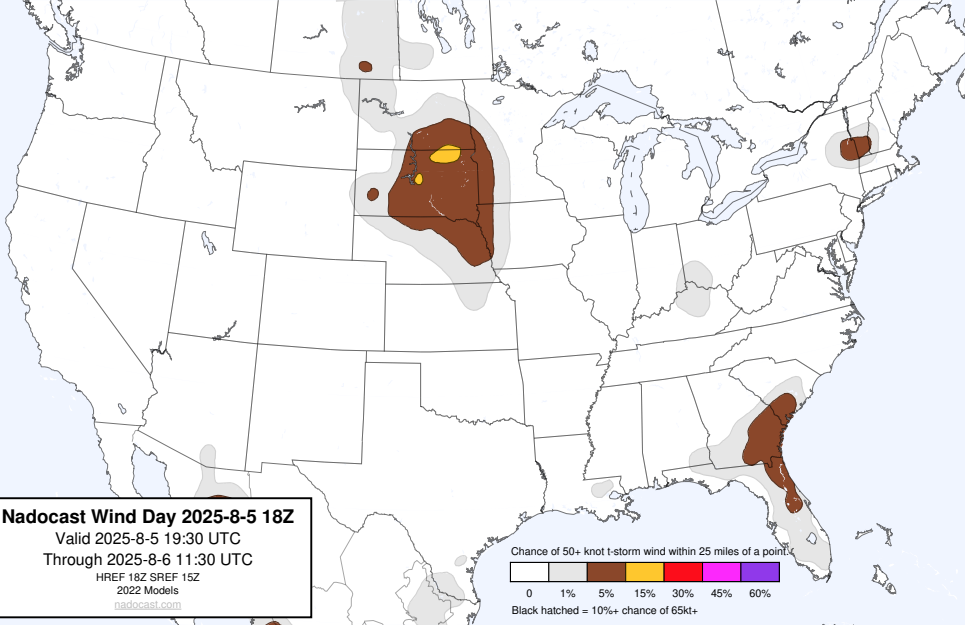 Nadocast Wind Day 2025-8-5 18Z
Valid 2025-8-5 19:30 UTC
Through 2025-8-6 11:30 UTC
HREF 18Z SREF 15Z
2022 Models
nadocast.com
Chance of 50+ knot t-storm wind within 25 miles of a point.
0 1% 5% 15% 30% 45% 60%
Black hatched = 10%+ chance of 65kt+